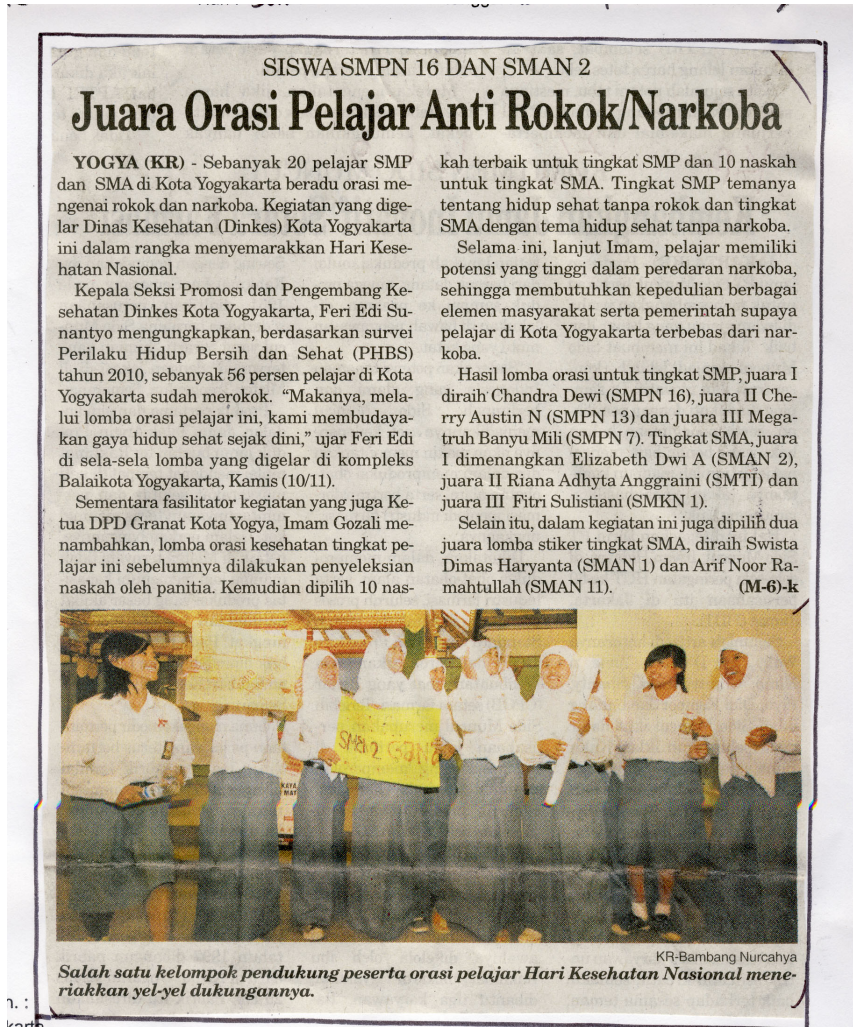 SISWA SMPN 16 DAN SMAN 2
Juara Orasi Pelajar Anti Rokok/Narkoba
YOGYA (KR) - Sebanyak 20 pelajar SMP
dan SMA di Kota Yogyakarta beradu orasi me-
ngenai rokok dan narkoba. Kegiatan yang dige-
lar Dinas Kesehatan (Dinkes) Kota Yogyakarta
ini dalam rangka menyemarakkan Hari Kese-
hatan Nasional.
Kepala Seksi Promosi dan Pengembang Ke-
sehatan Dinkes Kota Yogyakarta, Feri Edi Su-
nantyo mengungkapkan, berdasarkan survei
Perilaku Hidup Bersih dan Sehat (PHBS)
tahun 2010, sebanyak 56 persen pelajar di Kota
Yogyakarta sudah merokok. “Makanya, mela-
lui lomba orasi pelajar ini, kami membudaya-
kan gaya hidup sehat sejak dini,” ujar Feri Edi
di sela-sela lomba yang digelar di kompleks
Balaikota Yogyakarta, Kamis (10/11).
Sementara fasilitator kegiatan yang juga Ke-
tua DPD Granat Kota Yogya, Imam Gozali me-
nambahkan, lomba orasi kesehatan tingkat pe-
lajar ini sebelumnya dilakukan penyeleksian
naskah oleh panitia. Kemudian dipilih 10 nas-
kah terbaik untuk tingkat SMP dan 10 naskah
untuk tingkat SMA. Tingkat SMP temanya
tentang hidup sehat tanpa rokok dan tingkat
SMA dengan tema hidup sehat tanpa narkoba.
Selama ini, lanjut Imam, pelajar memiliki
potensi yang tinggi dalam peredaran narkoba,
sehingga membutuhkan kepedulian berbagai
elemen masyarakat serta pemerintah supaya
pelajar di Kota Yogyakarta terbebas dari nar-
koba.
Hasil lomba orasi untuk tingkat SMP, juara I
diraih Chandra Dewi (SMPN 16), juara II Che-
rry Austin N (SMPN 13) dan juara III Mega-
truh Banyu Mili (SMPN 7). Tingkat SMA, juara
I dimenangkan Elizabeth Dwi A (SMAN 2),
juara II Riana Adhyta Anggraini (SMTI) dan
juara III Fitri Sulistiani (SMKN 1).
Selain itu, dalam kegiatan ini juga dipilih dua
juara lomba stiker tingkat SMA, diraih Swista
Dimas Haryanta (SMAN 1) dan Arif Noor Ra-
mahtullah (SMAN 11). (M-6)-k
KR-Bambang Nurcahya
Salah satu kelompok pendukung peserta orasi pelajar Hari Kesehatan Nasional mene-
riakkan yel-yel dukungannya.